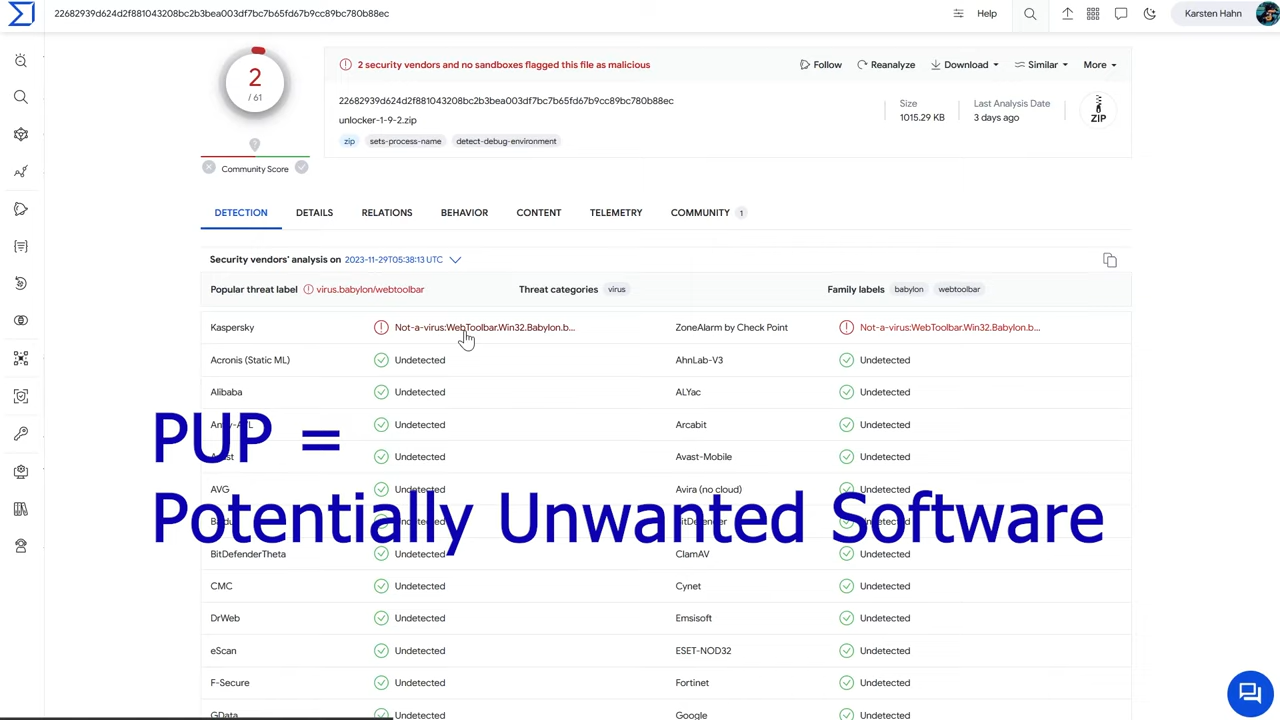 22682939d624d2f881043208bc2b3bea003df7bc7b65fd67b9cc89bc780b88ec
Help
Karsten Hahn
2
/ 61
Community Score
2 security vendors and no sandboxes flagged this file as malicious
Follow
Reanalyze
Download
Similar
More
22682939d624d2f881043208bc2b3bea003df7bc7b65fd67b9cc89bc780b88ec
unlocker-1-9-2.zip
zip
sets-process-name
detect-debug-environment
Size
1015.29 KB
Last Analysis Date
3 days ago
ZIP
DETECTION
DETAILS
RELATIONS
BEHAVIOR
CONTENT
TELEMETRY
COMMUNITY 1
Security vendors' analysis on 2023-11-29T05:38:13 UTC
Popular threat label virus.babylon/webtoolbar
Threat categories virus
Family labels babylon webtoolbar
Kaspersky Not-a-virus:WebToolbar.Win32.Babylon.b...
ZoneAlarm by Check Point Not-a-virus:WebToolbar.Win32.Babylon.b...
Acronis (Static ML) Undetected
AhnLab-V3 Undetected
Alibaba Undetected
ALYac Undetected
Undetected
Arcabit Undetected
Undetected
Avast-Mobile Undetected
AVG Undetected
Avira (no cloud) Undetected
PUP =
Potentially Unwanted Software
BitDefenderTheta Undetected
ClamAV Undetected
CMC Undetected
Cynet Undetected
DrWeb Undetected
Emsisoft Undetected
eScan Undetected
ESET-NOD32 Undetected
F-Secure Undetected
Fortinet Undetected
GData Undetected
Google Undetected